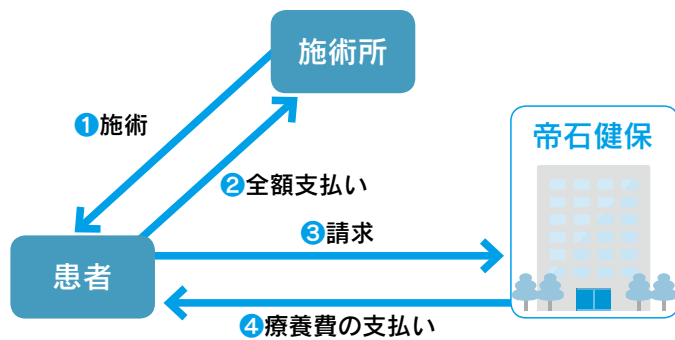 施術所
❶施術
帝石健保
❷全額支払い
❸請求
患者
❹療養費の支払い